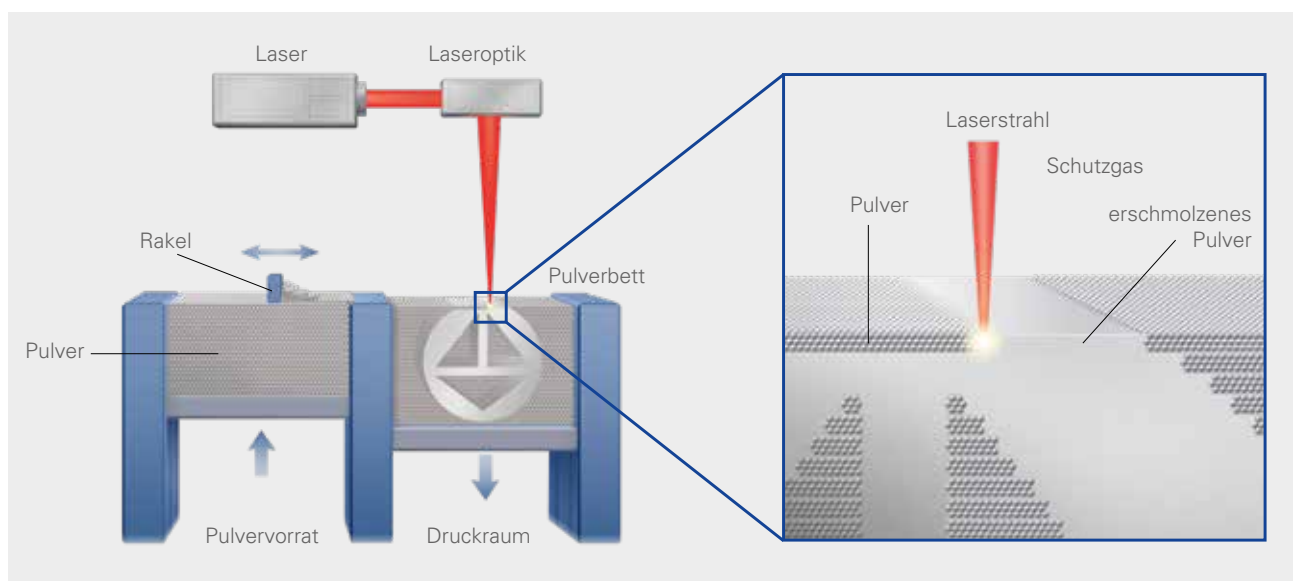 Laser
Laseroptik
Rakel
Pulverbett
Pulver
Pulvervorrat
Druckraum
Laserstrahl
Schutzgas
Pulver
erschmolzenes
Pulver